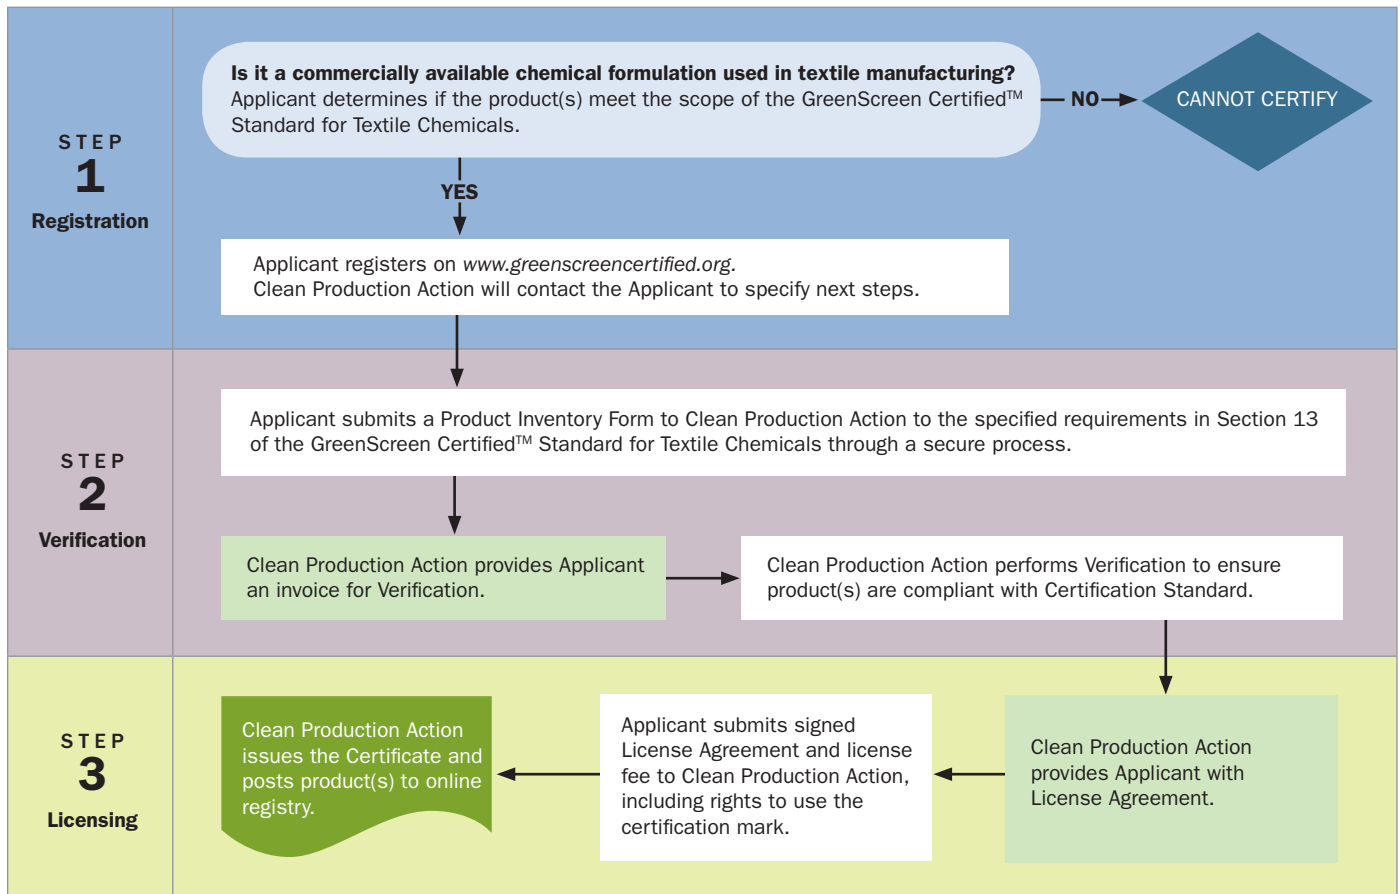 STEP
1
Registration
Is it a commercially available chemical formulation used in textile manufacturing?
Applicant determines if the product(s) meet the scope of the GreenScreen Certified™
Standard for Textile Chemicals.
NO
CANNOT CERTIFY
YES
Applicant registers on www.greenscreencertified.org.
Clean Production Action will contact the Applicant to specify next steps.
STEP
2
Verification
Applicant submits a Product Inventory Form to Clean Production Action to the specified requirements in Section 13
of the GreenScreen Certified™ Standard for Textile Chemicals through a secure process.
Clean Production Action provides Applicant
an invoice for Verification.
Clean Production Action performs Verification to ensure
product(s) are compliant with Certification Standard.
STEP
3
Licensing
Clean Production Action
provides Applicant with
License Agreement.
Applicant submits signed
License Agreement and license
fee to Clean Production Action,
including rights to use the
certification mark.
Clean Production Action
issues the Certificate and
posts product(s) to online
registry.